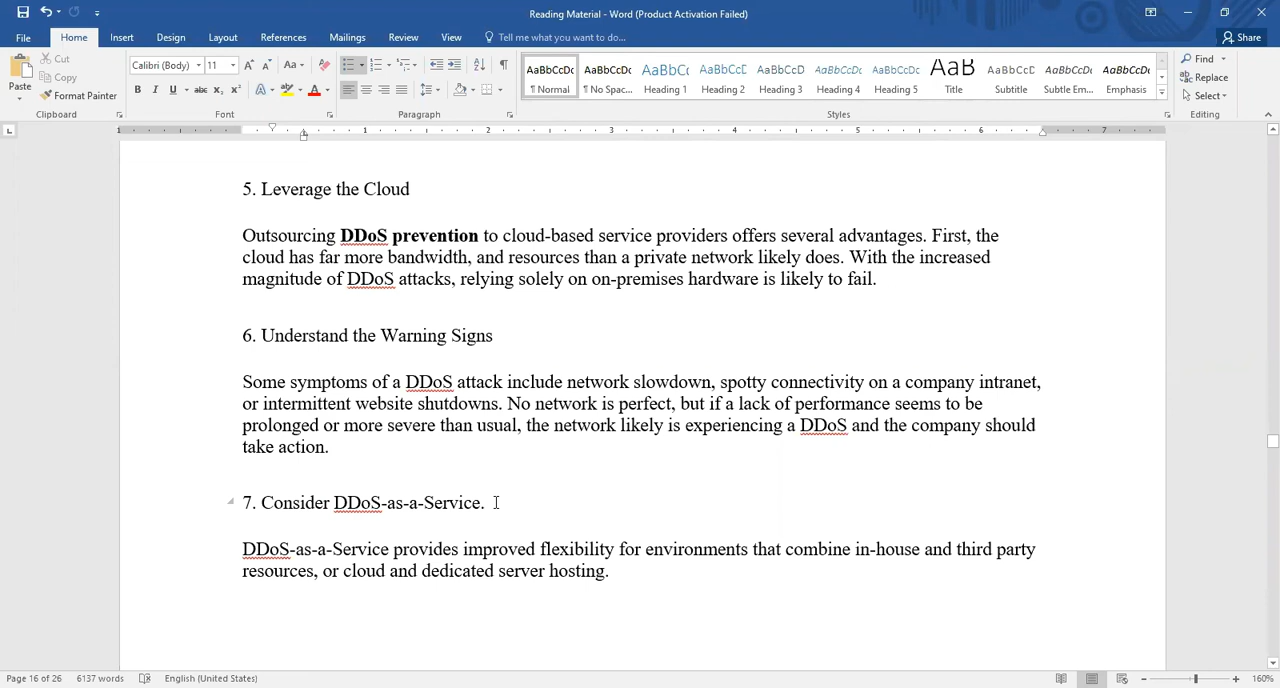 Reading Material - Word (Product Activation Failed)
File Home Insert Design Layout References Mailings Review View Tell me what you want to do... Share
Paste Cut Copy Format Painter
Calibri (Body) 11
AaBbCcDc AaBbCcDc AaBbCc AaBbCcD AaBbCcD AaBbCcD AaBbCcD AaB AaBbCcD AaBbCcDc AaBbCcDc
¶ Normal ¶ No Spac... Heading 1 Heading 2 Heading 3 Heading 4 Heading 5 Title Subtitle Subtle Em... Emphasis
Find Replace Select
Clipboard Font Paragraph Styles Editing
1 1 2 3 4 5 6 7
5. Leverage the Cloud
Outsourcing DDoS prevention to cloud-based service providers offers several advantages. First, the
cloud has far more bandwidth, and resources than a private network likely does. With the increased
magnitude of DDoS attacks, relying solely on on-premises hardware is likely to fail.
6. Understand the Warning Signs
Some symptoms of a DDoS attack include network slowdown, spotty connectivity on a company intranet,
or intermittent website shutdowns. No network is perfect, but if a lack of performance seems to be
prolonged or more severe than usual, the network likely is experiencing a DDoS and the company should
take action.
7. Consider DDoS-as-a-Service.
DDoS-as-a-Service provides improved flexibility for environments that combine in-house and third party
resources, or cloud and dedicated server hosting.
Page 16 of 26 6137 words English (United States) 160%